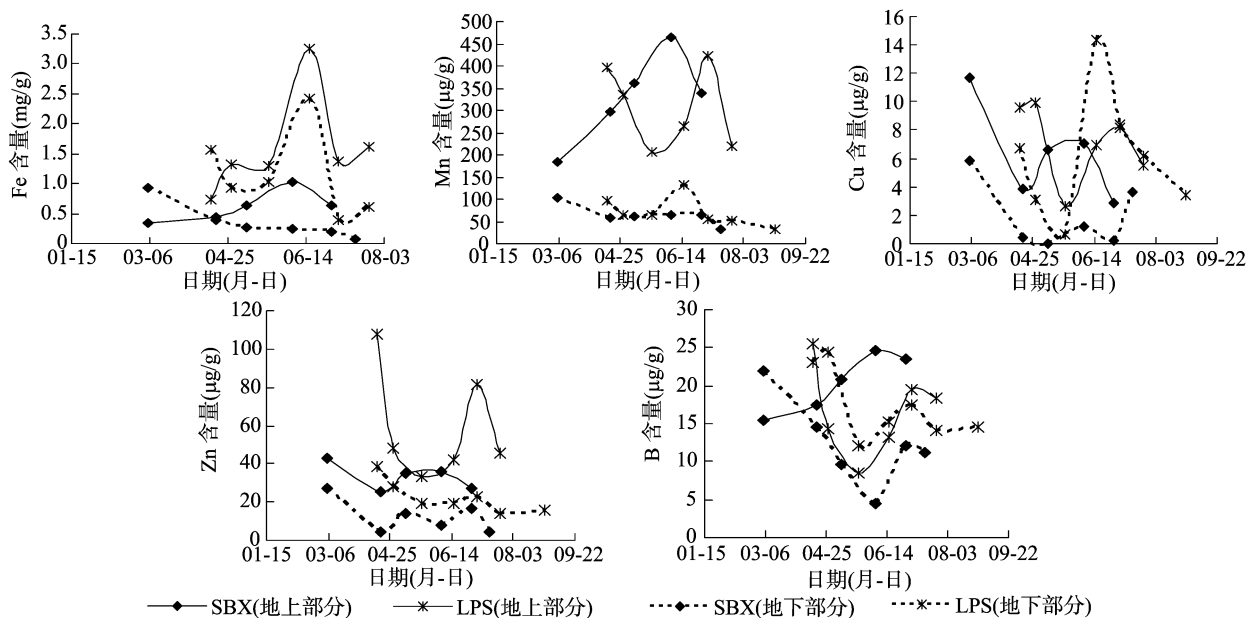 Fe 含量(mg/g)
3.5
3.0
2.5
2.0
1.5
1.0
0.5
0
01-15 03-06 04-25 06-14 08-03
日期(月-日)
Mn 含量(μg/g)
500
450
400
350
300
250
200
150
100
50
0
01-15 03-06 04-25 06-14 08-03 09-22
日期(月-日)
Cu 含量(μg/g)
16
14
12
10
8
6
4
2
0
01-15 03-06 04-25 06-14 08-03 09-22
日期(月-日)
Zn 含量(μg/g)
120
100
80
60
40
20
0
01-15 03-06 04-25 06-14 08-03 09-22
日期(月-日)
B 含量(μg/g)
30
25
20
15
10
5
0
01-15 03-06 04-25 06-14 08-03 09-22
日期(月-日)
SBX(地上部分) LPS(地上部分) SBX(地下部分) LPS(地下部分)